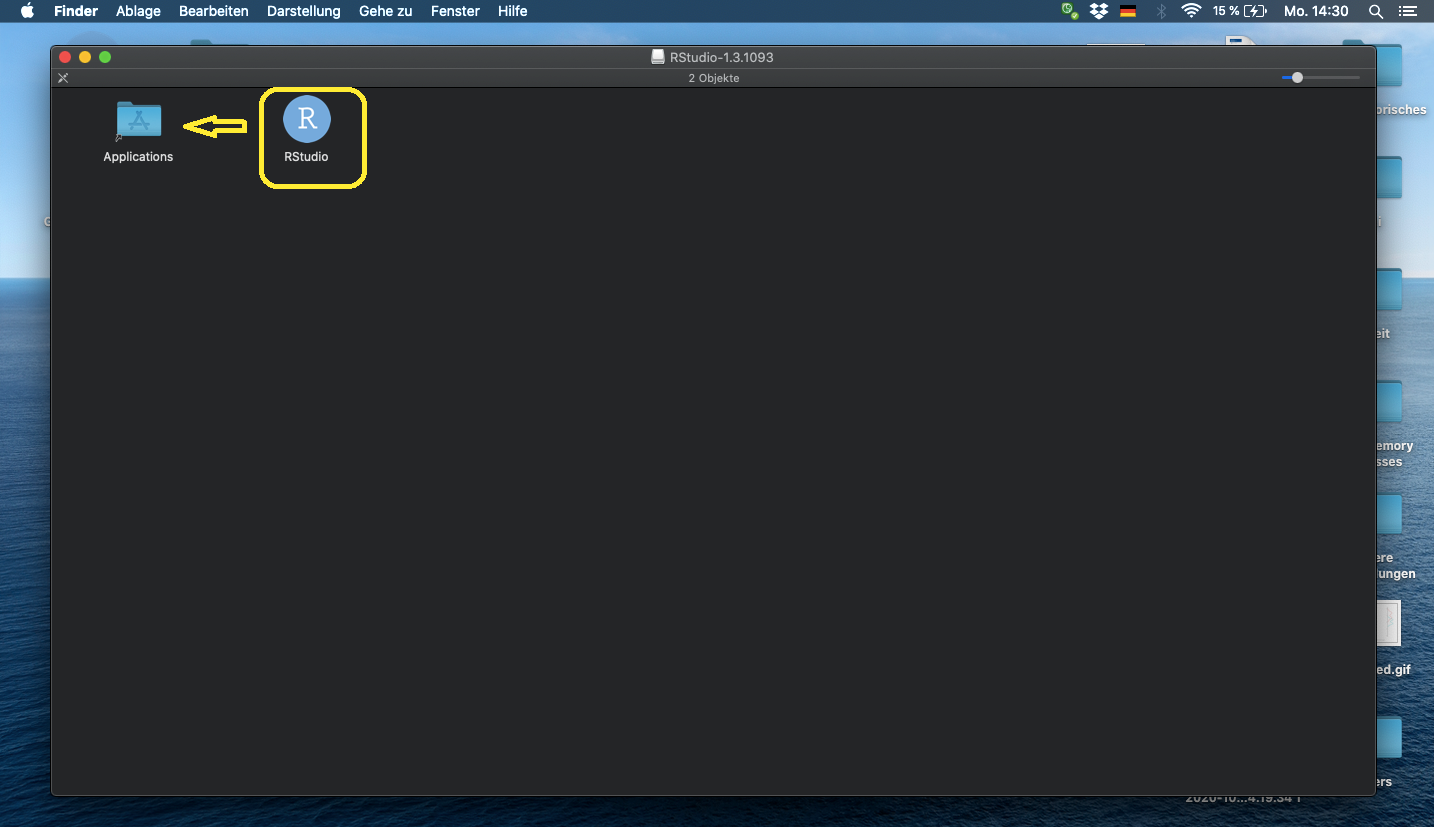 Finder Ablage Bearbeiten Darstellung Gehe zu Fenster Hilfe 15 % Mo. 14:30
RStudio-1.3.1093
2 Objekte
R
Applications RStudio
orisches
i
eit
emory
sses
ere
ungen
ed.gif
ers
2020-10...4.19.34 1